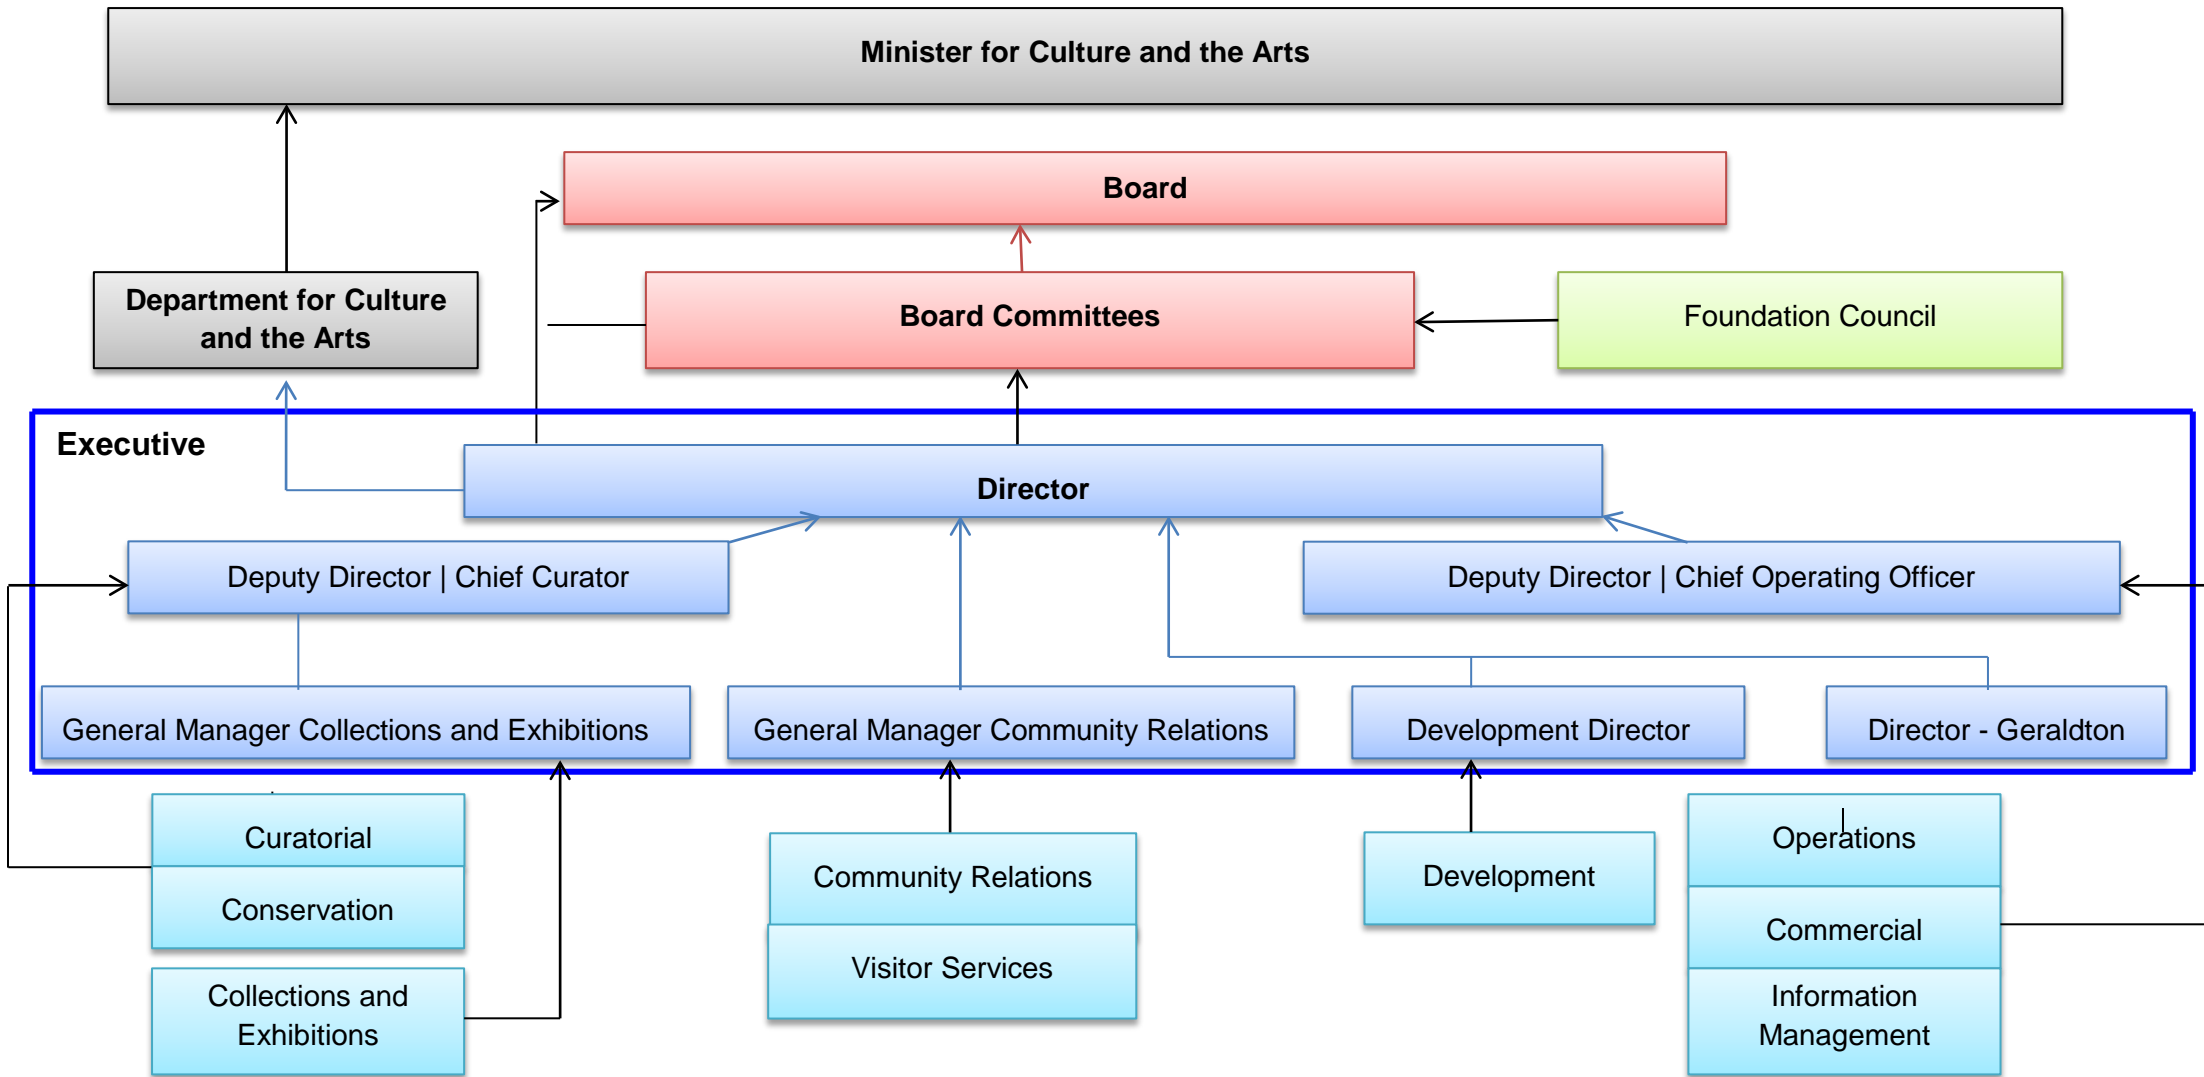 Minister for Culture and the Arts
Board
Department for Culture
and the Arts
Board Committees
Foundation Council
Executive
Director
Deputy Director | Chief Curator
Deputy Director | Chief Operating Officer
General Manager Collections and Exhibitions
General Manager Community Relations
Development Director
Director - Geraldton
Curatorial
Conservation
Collections and
Exhibitions
Community Relations
Visitor Services
Development
Operations
Commercial
Information
Management